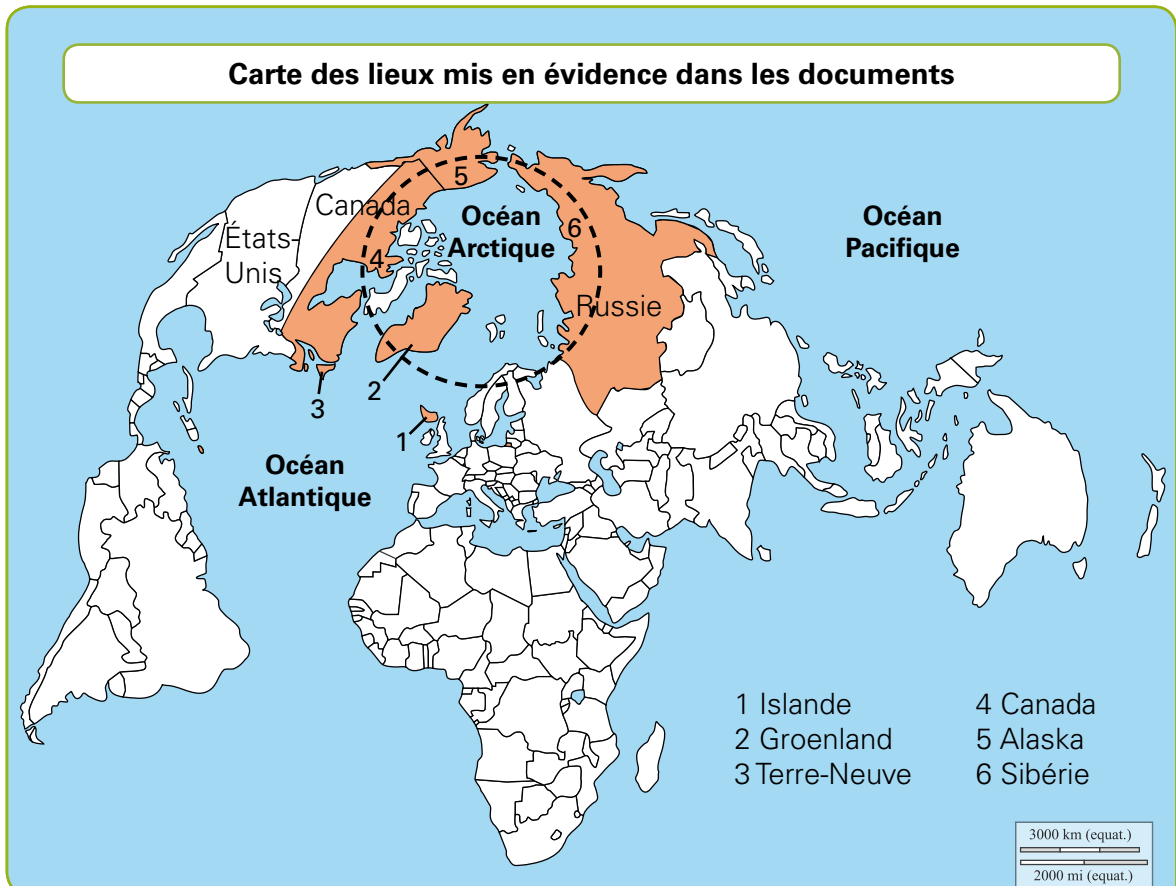 Carte des lieux mis en évidence dans les documents
5
Canada
Océan
Arctique
Océan
Pacifique
6
États-
Unis
4
Russie
2
3
1
Océan
Atlantique
1 Islande
2 Groenland
3 Terre-Neuve
4 Canada
5 Alaska
6 Sibérie
3000 km (equat.)
2000 mi (equat.)